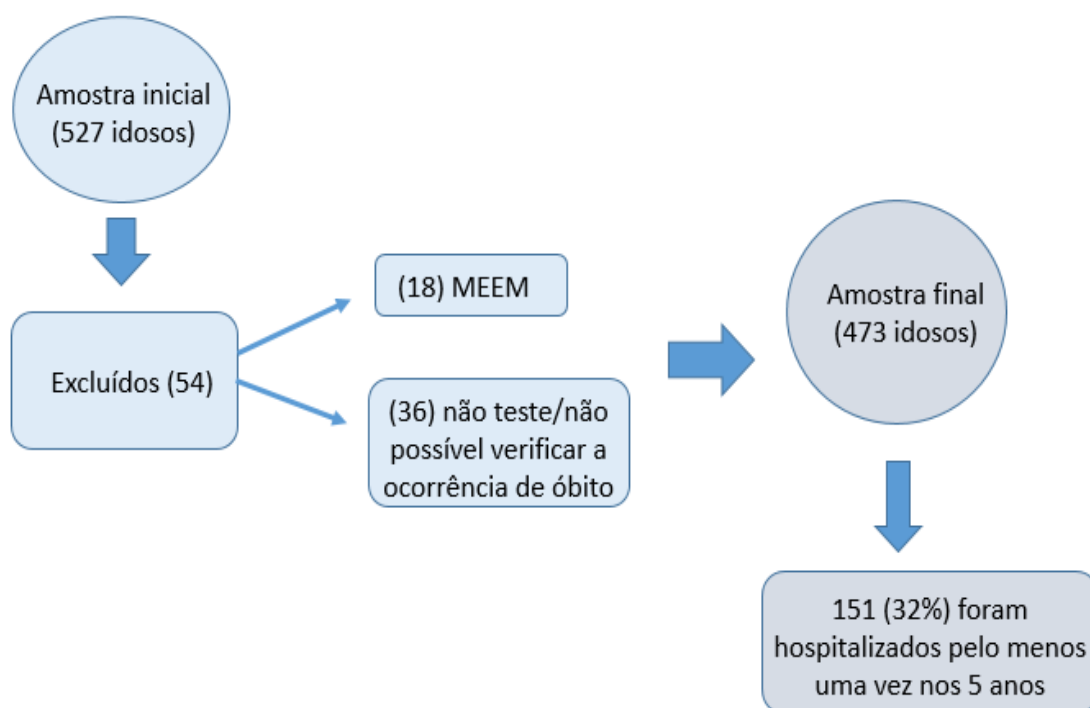 Amostra inicial
(527 idosos)
Excluídos (54)
(18) MEEM
(36) não teste/não
possível verificar a
ocorrência de óbito
Amostra final
(473 idosos)
151 (32%) foram
hospitalizados pelo menos
uma vez nos 5 anos